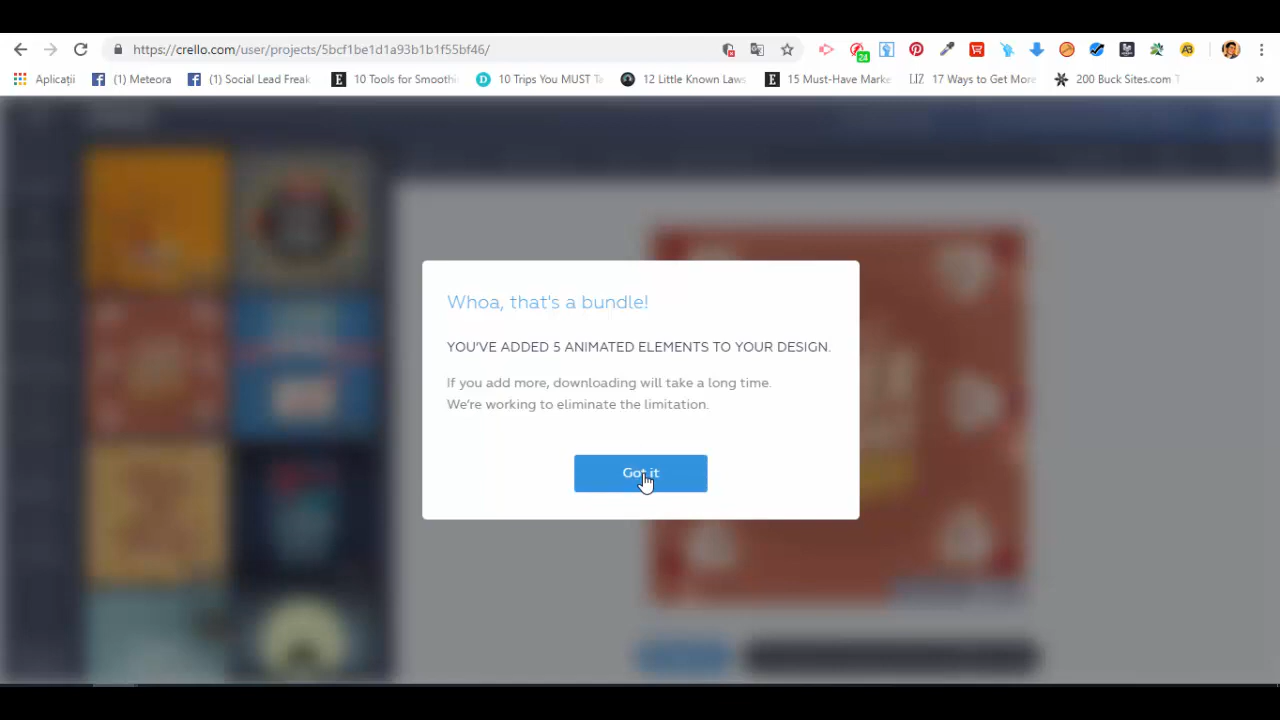 https://crello.com/user/projects/5bcf1be1d1a93b1b1f55bf46/
24
Aplicații
(1) Meteora
(1) Social Lead Freak
E 10 Tools for Smoothi
D 10 Trips You MUST Ta
12 Little Known Laws
E 15 Must-Have Marke
17 Ways to Get More
200 Buck Sites.com T
Whoa, that's a bundle!
YOU'VE ADDED 5 ANIMATED ELEMENTS TO YOUR DESIGN.
If you add more, downloading will take a long time.
We're working to eliminate the limitation.
Got it